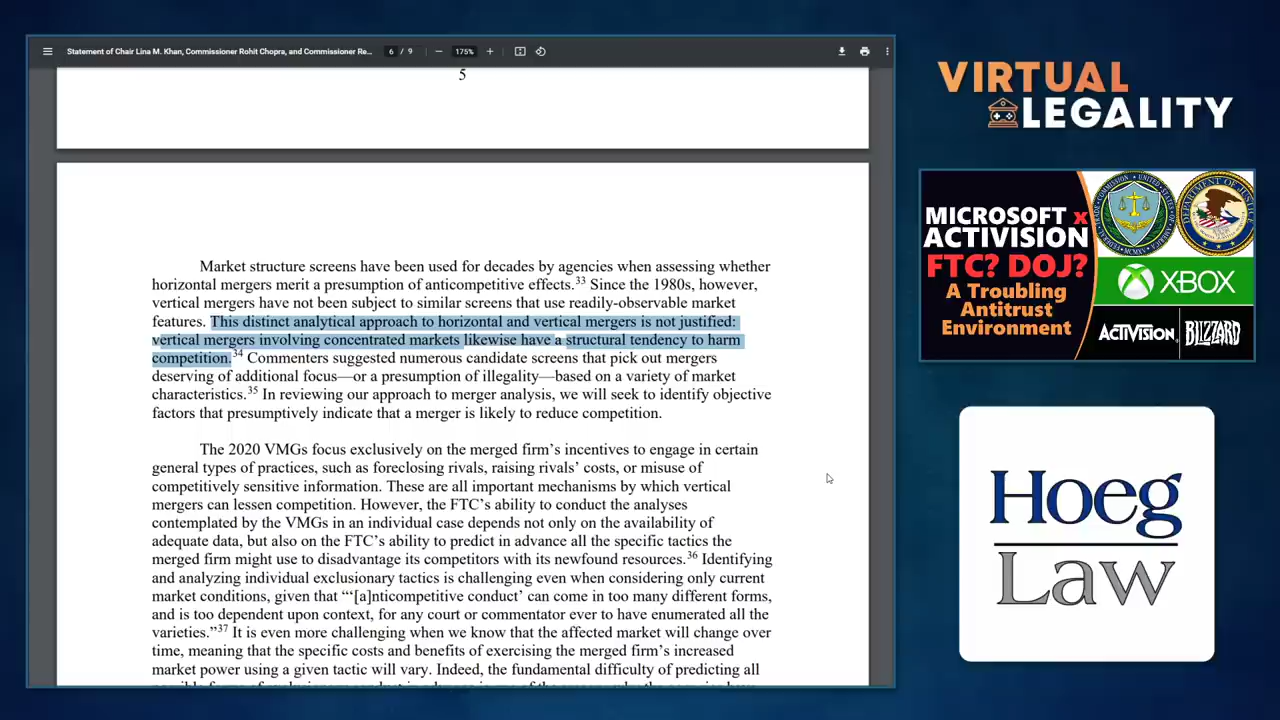 Statement of Chair Lina M. Khan, Commissioner Rohit Chopra, and Commissioner Re...
6 / 9
175%
5
Market structure screens have been used for decades by agencies when assessing whether
horizontal mergers merit a presumption of anticompetitive effects.33 Since the 1980s, however,
vertical mergers have not been subject to similar screens that use readily-observable market
features. This distinct analytical approach to horizontal and vertical mergers is not justified:
vertical mergers involving concentrated markets likewise have a structural tendency to harm
competition.34 Commenters suggested numerous candidate screens that pick out mergers
deserving of additional focus—or a presumption of illegality—based on a variety of market
characteristics.35 In reviewing our approach to merger analysis, we will seek to identify objective
factors that presumptively indicate that a merger is likely to reduce competition.
The 2020 VMGs focus exclusively on the merged firm's incentives to engage in certain
general types of practices, such as foreclosing rivals, raising rivals' costs, or misuse of
competitively sensitive information. These are all important mechanisms by which vertical
mergers can lessen competition. However, the FTC's ability to conduct the analyses
contemplated by the VMGs in an individual case depends not only on the availability of
adequate data, but also on the FTC's ability to predict in advance all the specific tactics the
merged firm might use to disadvantage its competitors with its newfound resources.36 Identifying
and analyzing individual exclusionary tactics is challenging even when considering only current
market conditions, given that "'[a]nticompetitive conduct' can come in too many different forms,
and is too dependent upon context, for any court or commentator ever to have enumerated all the
varieties."37 It is even more challenging when we know that the affected market will change over
time, meaning that the specific costs and benefits of exercising the merged firm's increased
market power using a given tactic will vary. Indeed, the fundamental difficulty of predicting all
VIRTUAL
LEGALITY
MICROSOFT x
ACTIVISION
FTC? DOJ?
A Troubling
Antitrust
Environment
XBOX
ACTIVISION
BLIZZARD
Hoeg
Law